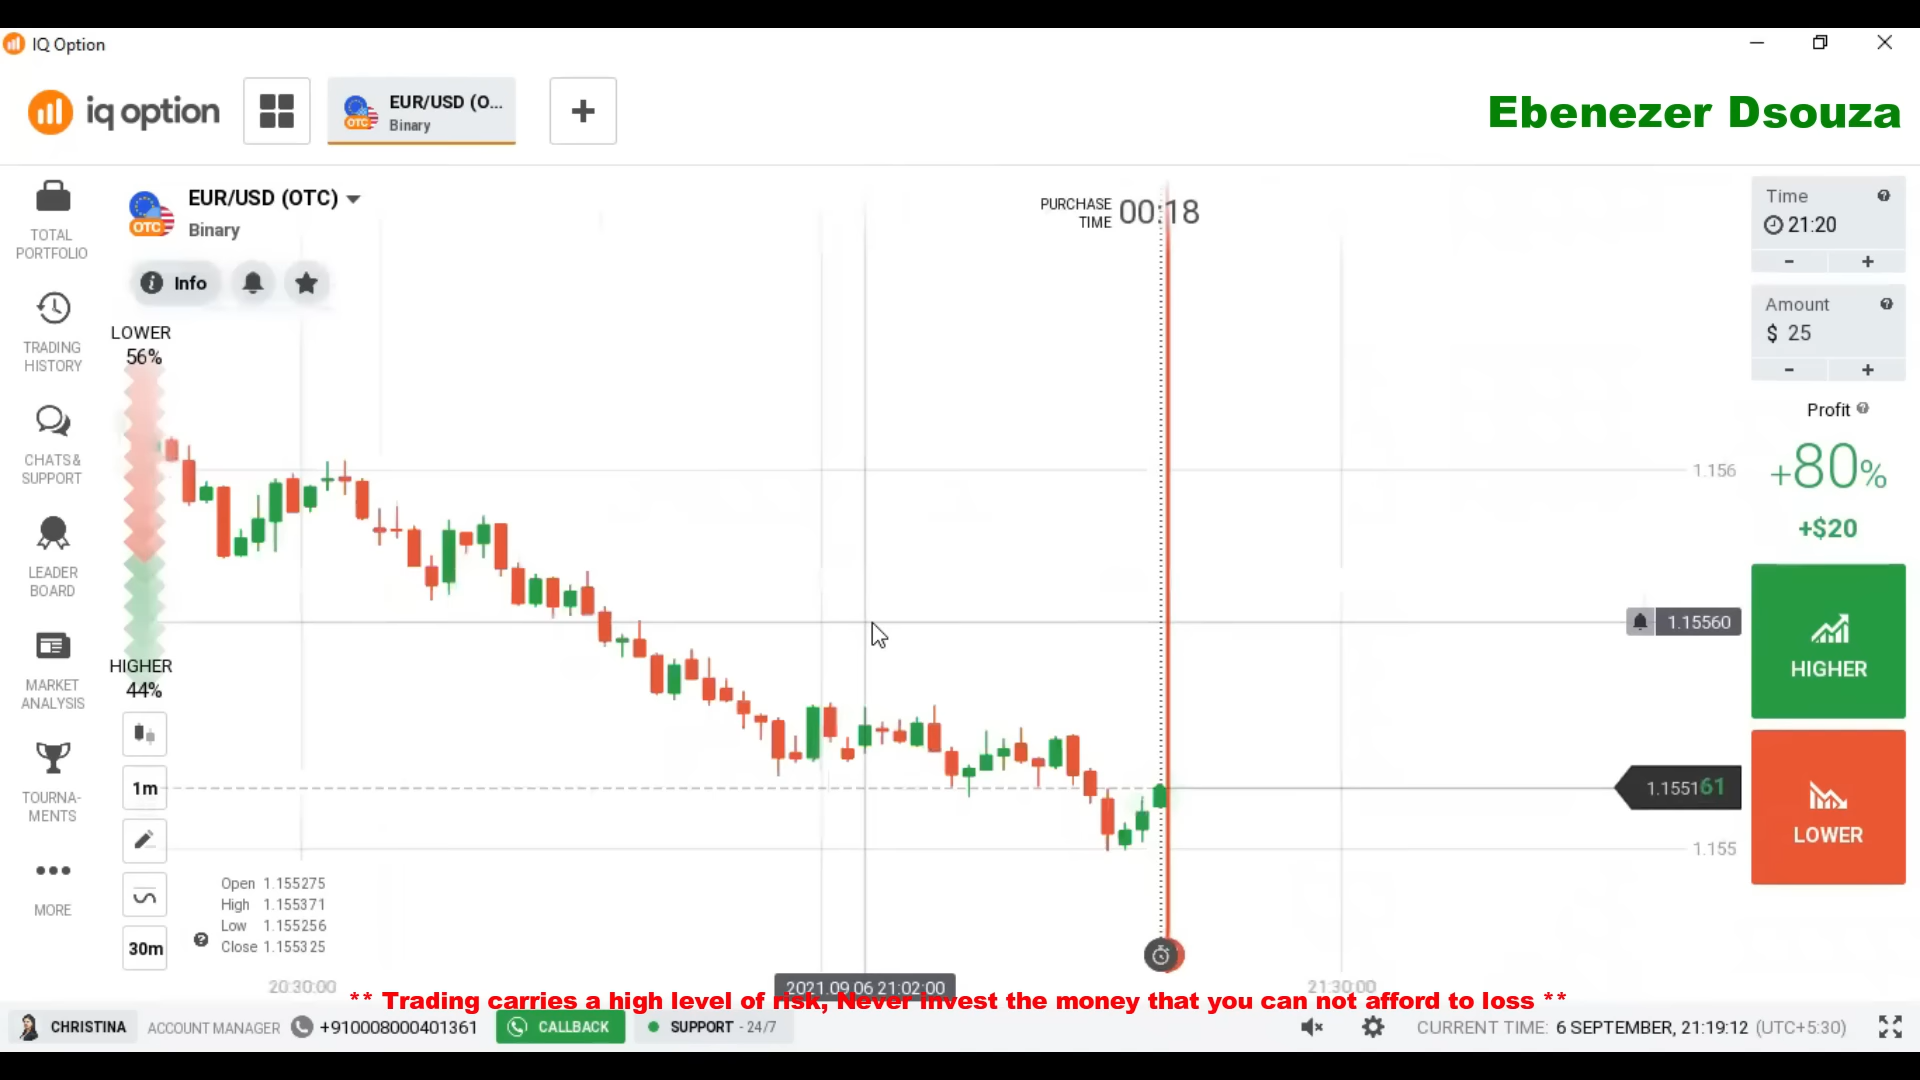 IQ Option
iq option
EUR/USD (O...
Binary
Ebenezer Dsouza
EUR/USD (OTC)
OTC
Binary
PURCHASE
TIME
00:18
Info
LOWER
56%
HIGHER
44%
TOTAL
PORTFOLIO
TRADING
HISTORY
CHATS &
SUPPORT
LEADER
BOARD
MARKET
ANALYSIS
TOURNA-
MENTS
MORE
1m
30m
Open 1.155275
High 1.155371
Low 1.155256
Close 1.155325
Time
21:20
- +
Amount
$ 25
- +
Profit
+80%
+$20
HIGHER
LOWER
1.156
1.15560
1.155161
1.155
20:30:00
2021.09.06 21:02:00
21:30:00
** Trading carries a high level of risk, Never invest the money that you can not afford to loss **
CHRISTINA ACCOUNT MANAGER +910008000401361 CALLBACK SUPPORT - 24/7
CURRENT TIME: 6 SEPTEMBER, 21:19:12 (UTC+5:30)